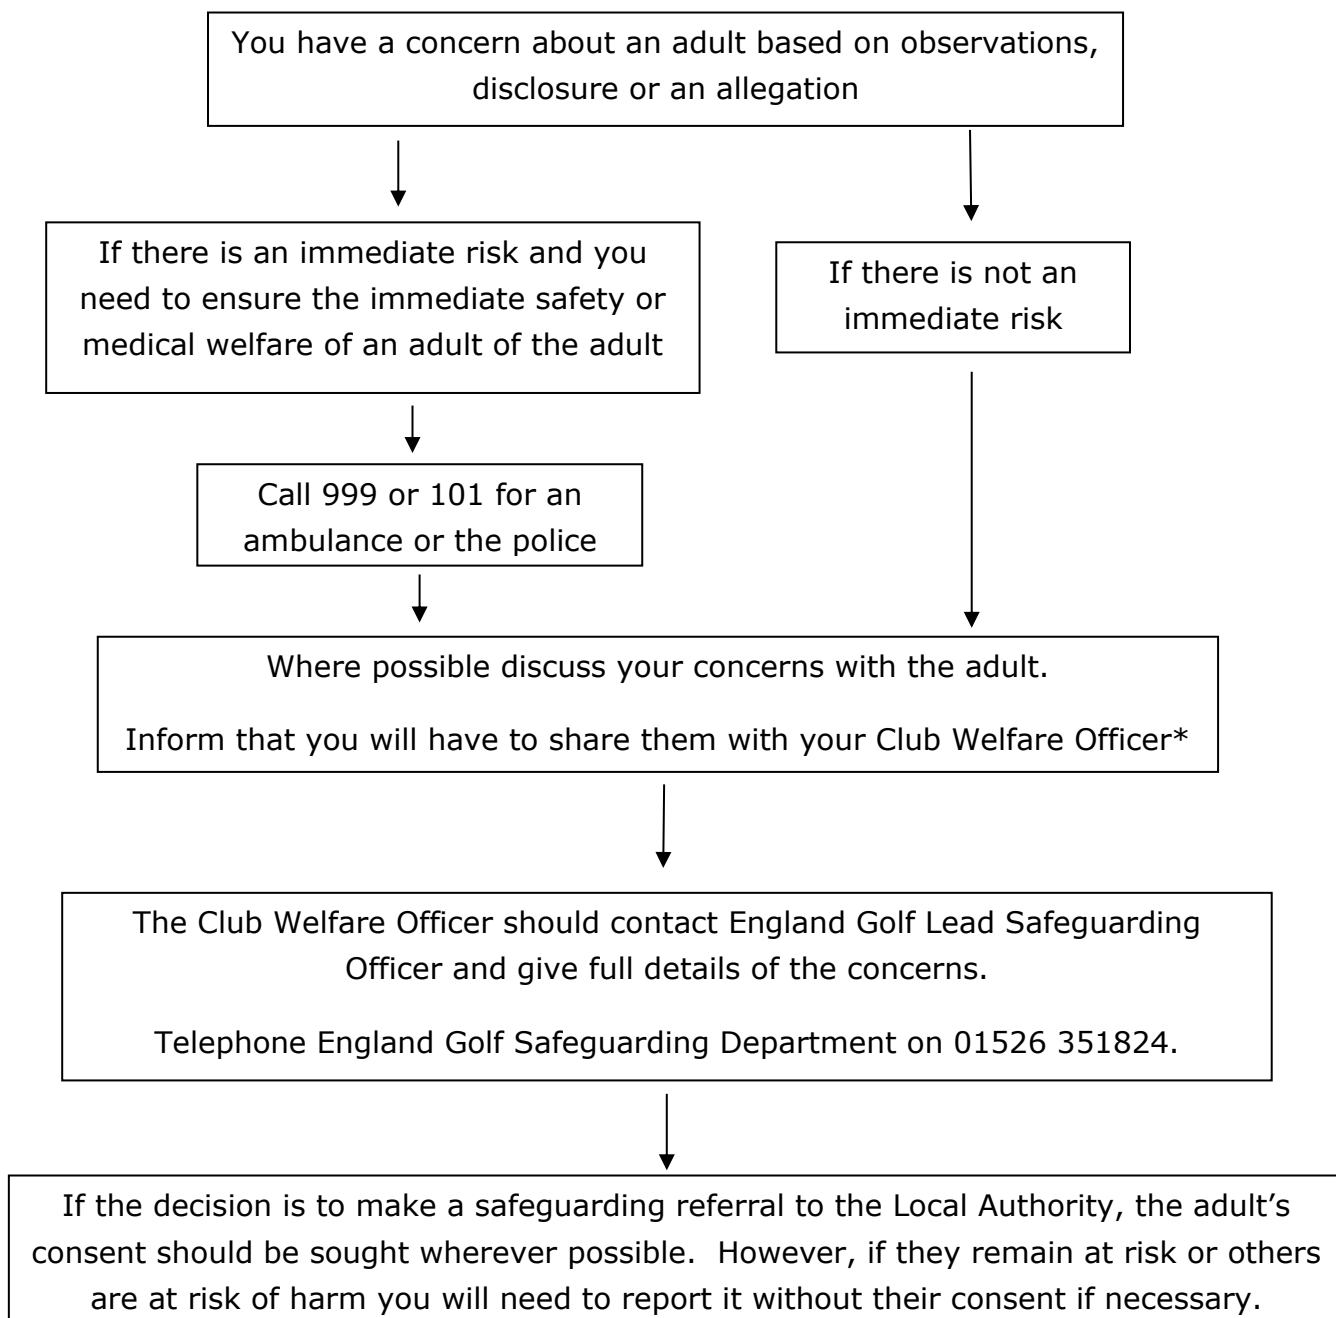 You have a concern about an adult based on observations,
disclosure or an allegation
If there is an immediate risk and you
need to ensure the immediate safety or
medical welfare of an adult of the adult
If there is not an
immediate risk
Call 999 or 101 for an
ambulance or the police
Where possible discuss your concerns with the adult.
Inform that you will have to share them with your Club Welfare Officer*
The Club Welfare Officer should contact England Golf Lead Safeguarding
Officer and give full details of the concerns.
Telephone England Golf Safeguarding Department on 01526 351824.
If the decision is to make a safeguarding referral to the Local Authority, the adult’s
consent should be sought wherever possible.  However, if they remain at risk or others
are at risk of harm you will need to report it without their consent if necessary.